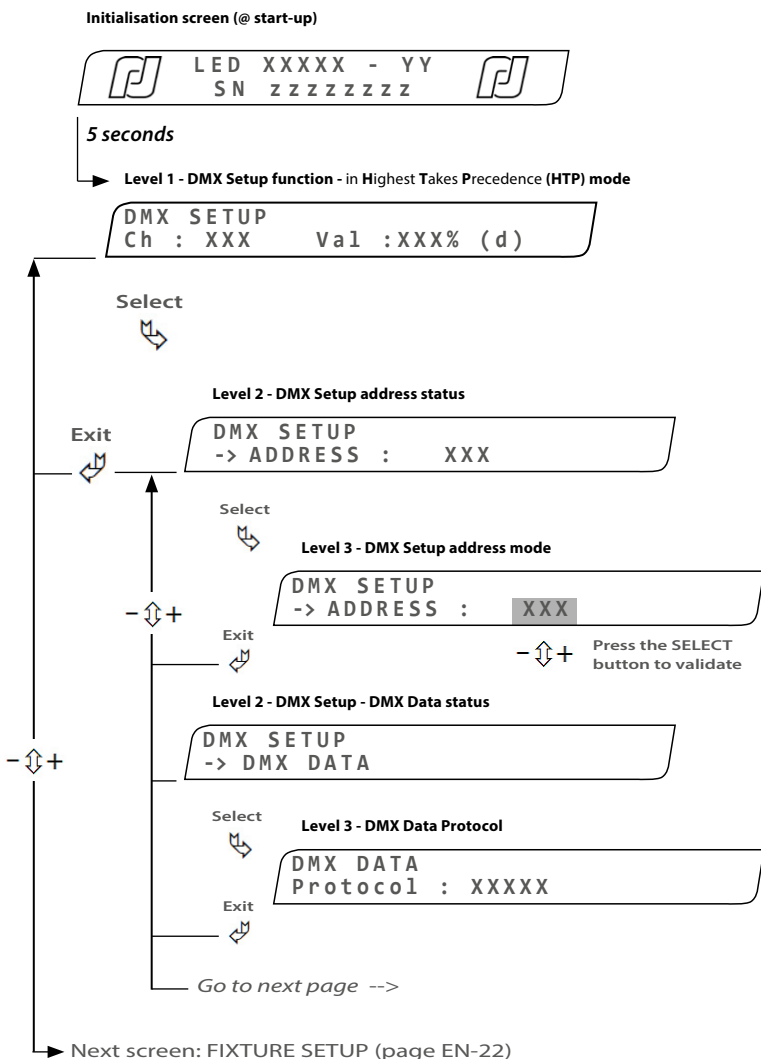 Initialisation screen (@ start-up)
LED XXXXX - YY
SN zzzzzzzz
5 seconds
Level 1 - DMX Setup function - in Highest Takes Precedence (HTP) mode
DMX SETUP
Ch : XXX Val :XXX% (d)
Select
Level 2 - DMX Setup address status
Exit
DMX SETUP
-> ADDRESS : XXX
Select
Level 3 - DMX Setup address mode
DMX SETUP
-> ADDRESS : XXX
- +
Exit
- +
Press the SELECT
button to validate
Level 2 - DMX Setup - DMX Data status
DMX SETUP
-> DMX DATA
- +
Select
Level 3 - DMX Data Protocol
DMX DATA
Protocol : XXXXX
Exit
Go to next page -->
Next screen: FIXTURE SETUP (page EN-22)